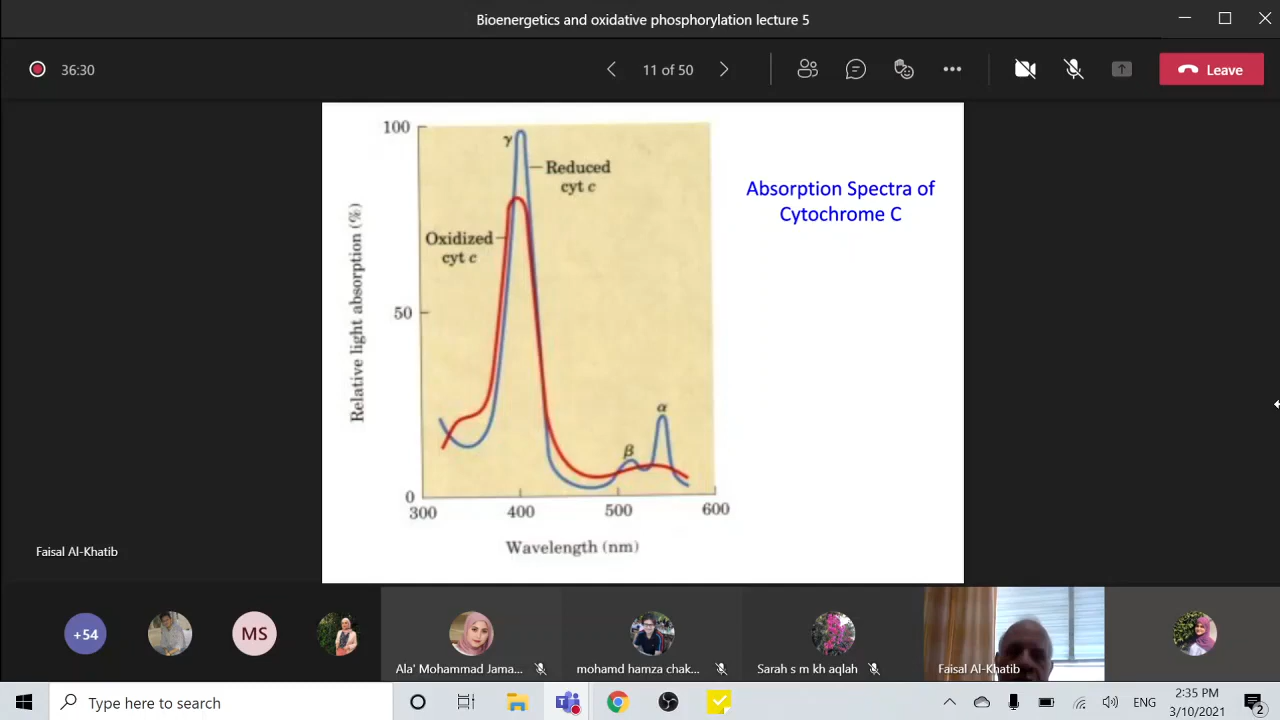 Bioenergetics and oxidative phosphorylation lecture 5
36:30
11 of 50
Leave
100
γ
Reduced
cyt c
Absorption Spectra of
Cytochrome C
Oxidized
cyt c
Relative light absorption (%)
50
α
β
0
300
400
500
600
Wavelength (nm)
Faisal Al-Khatib
+54
MS
Ala' Mohammad Jama...
mohamd hamza chak...
Sarah s m kh aqlah
Faisal Al-Khatib
Type here to search
ENG
2:35 PM
3/10/2021
2